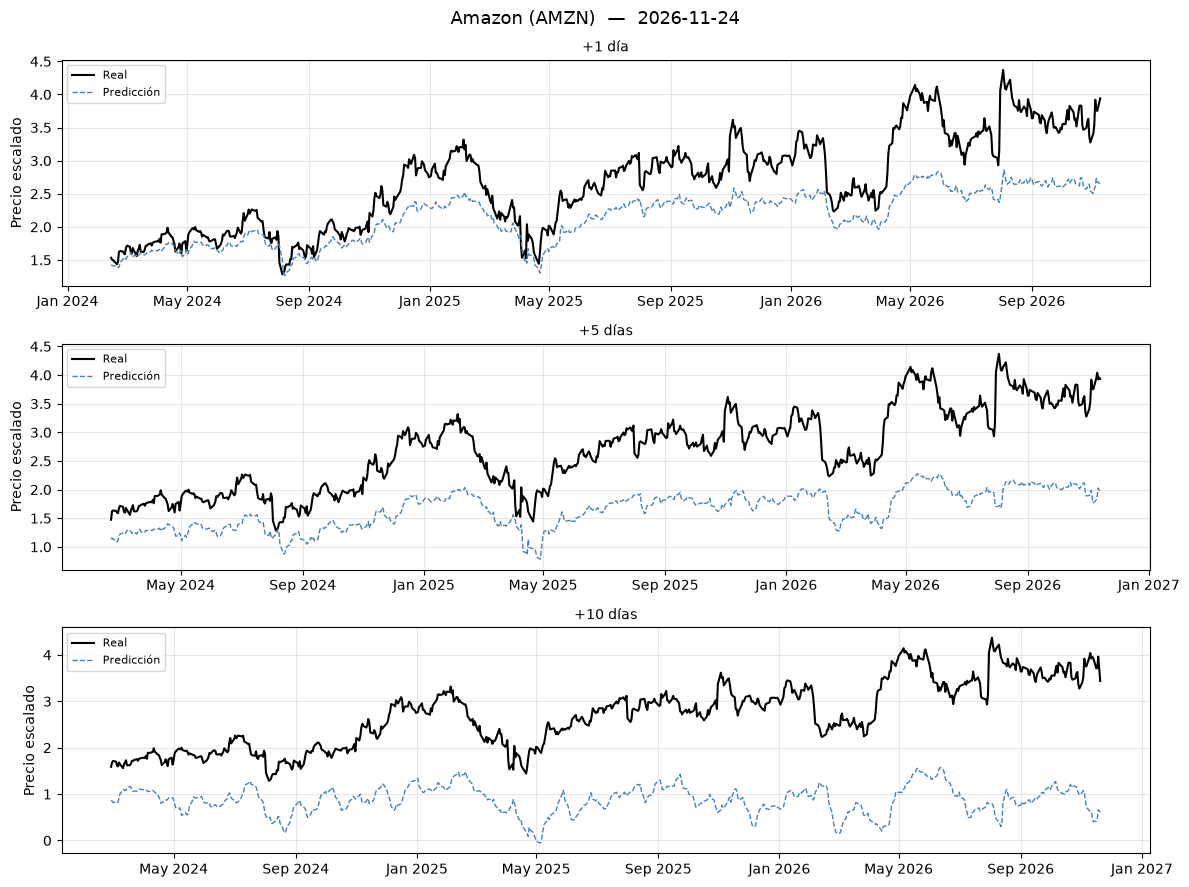 Amazon (AMZN) — 2026-11-24
+1 día
Precio escalado
4.5
4.0
3.5
3.0
2.5
2.0
1.5
Real
Predicción
Jan 2024 May 2024 Sep 2024 Jan 2025 May 2025 Sep 2025 Jan 2026 May 2026 Sep 2026
+5 días
Precio escalado
4.5
4.0
3.5
3.0
2.5
2.0
1.5
1.0
Real
Predicción
May 2024 Sep 2024 Jan 2025 May 2025 Sep 2025 Jan 2026 May 2026 Sep 2026 Jan 2027
+10 días
Precio escalado
4
3
2
1
0
Real
Predicción
May 2024 Sep 2024 Jan 2025 May 2025 Sep 2025 Jan 2026 May 2026 Sep 2026 Jan 2027